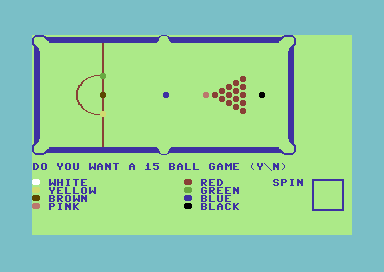 DO YOU WANT A 15 BALL GAME (Y\N)
WHITE RED SPIN
YELLOW GREEN
BROWN BLUE
PINK BLACK